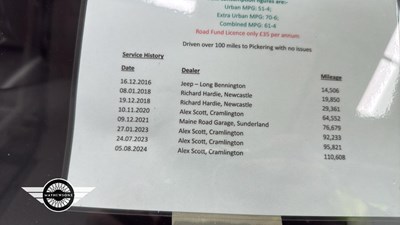 Urban MPG: 51-4;
Extra Urban MPG: 70-6;
Combined MPG: 61-4
Road Fund Licence only £35 per annum:
Driven over 100 miles to Pickering with no issues
Service History
Date Dealer Mileage
16.12.2016 Jeep – Long Bennington 14,506
08.01.2018 Richard Hardie, Newcastle 19,850
19.12.2018 Richard Hardie, Newcastle 29,361
10.11.2020 Alex Scott, Cramlington 64,552
09.12.2021 Maine Road Garage, Sunderland 76,679
27.01.2023 Alex Scott, Cramlington 92,233
24.07.2023 Alex Scott, Cramlington 95,821
05.08.2024 Alex Scott, Cramlington 110,608